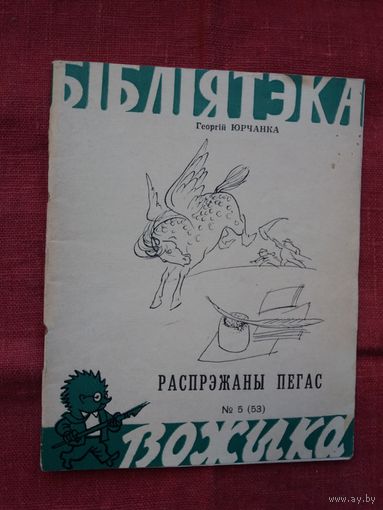 БІБЛІЯТЭКА
Георгій ЮРЧАНКА
РАСПРЭЖАНЫ ПЕГАС
№ 5 (53)
Вожыка
www.ay.by